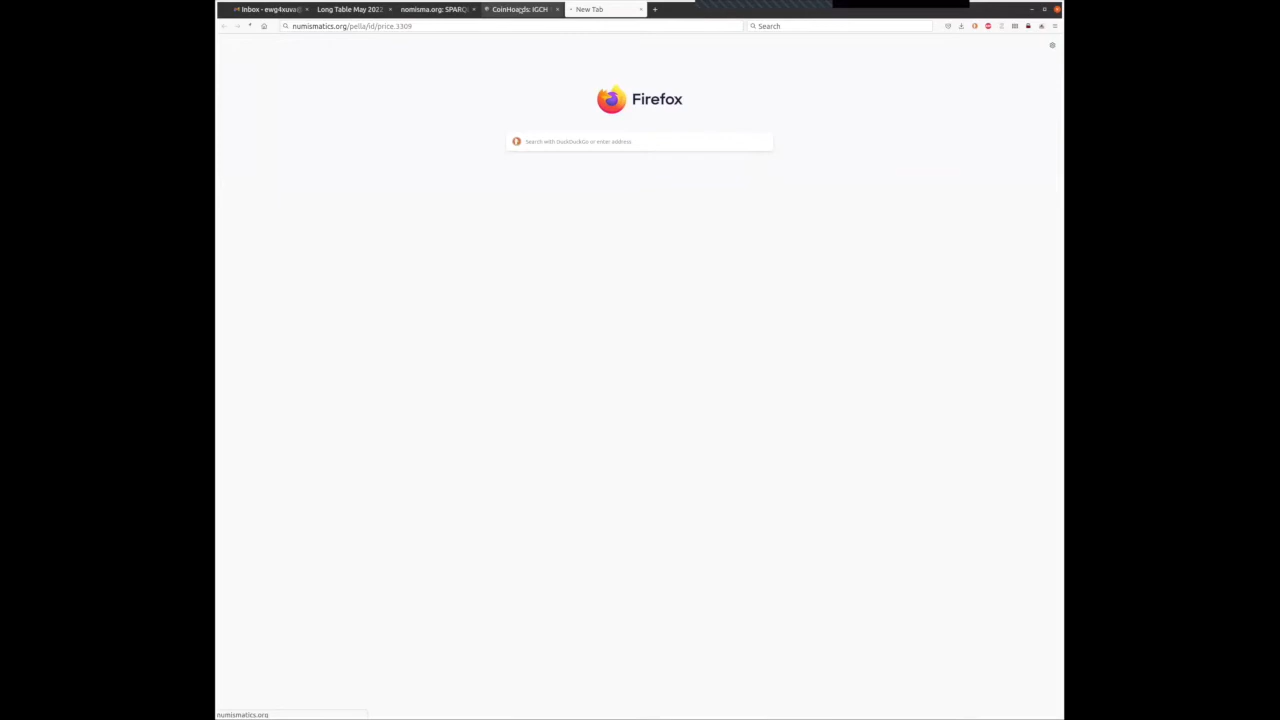 Inbox - ewg4xuva@
Long Table May 2022
nomisma.org: SPARQ
CoinHoards: IGCH
New Tab
numismatics.org/pella/id/price.3309
Search
Firefox
Search with DuckDuckGo or enter address
numismatics.org